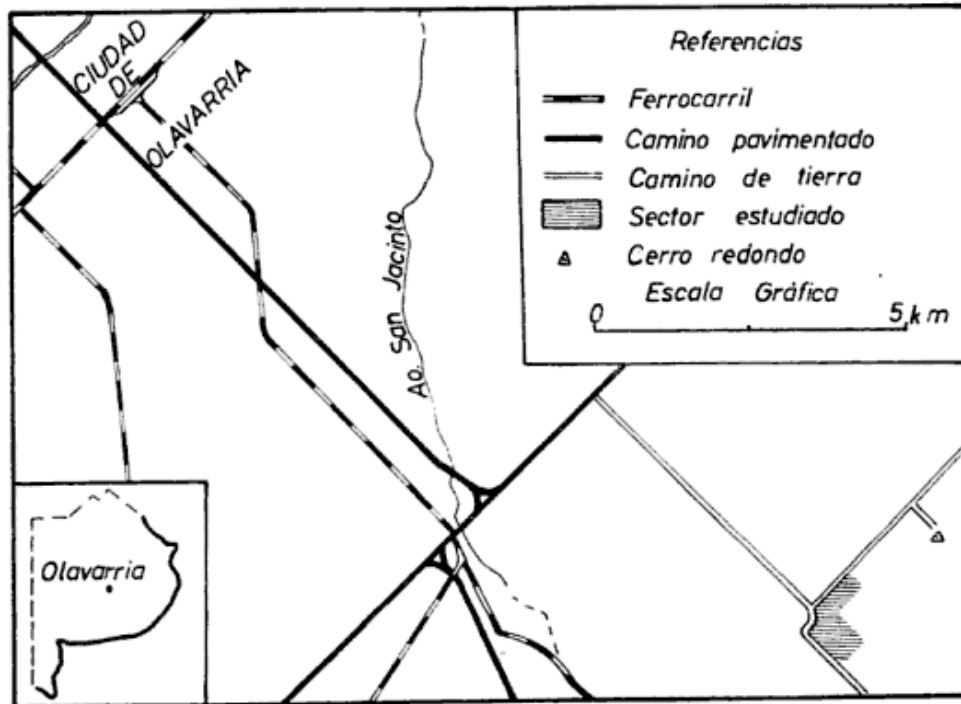 CIUDAD
DE
OLAVARRIA
Ao. San Jacinto
Referencias
Ferrocarril
Camino pavimentado
Camino de tierra
Sector estudiado
Cerro redondo
Escala Gráfica
0 5 km
Olavarria